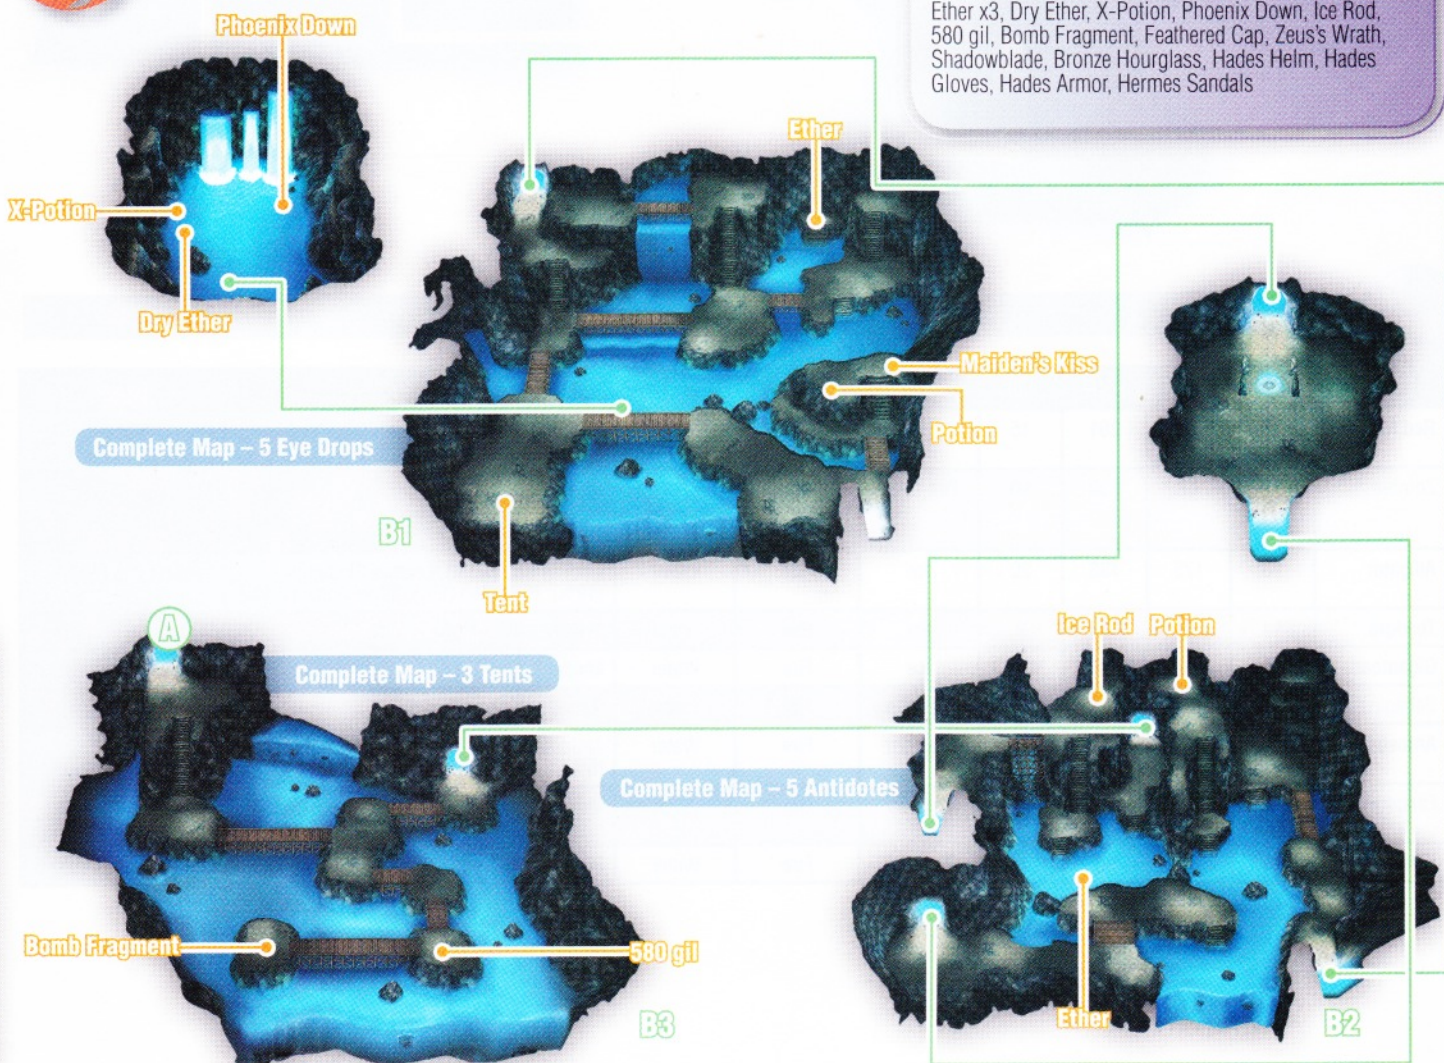 Ether x3, Dry Ether, X-Potion, Phoenix Down, Ice Rod,
580 gil, Bomb Fragment, Feathered Cap, Zeus's Wrath,
Shadowblade, Bronze Hourglass, Hades Helm, Hades
Gloves, Hades Armor, Hermes Sandals
Phoenix Down
X-Potion
Dry Ether
Ether
Maiden's Kiss
Potion
Complete Map – 5 Eye Drops
B1
Tent
A
Complete Map – 3 Tents
Bomb Fragment
580 gil
B3
Ice Rod
Potion
Complete Map – 5 Antidotes
Ether
B2